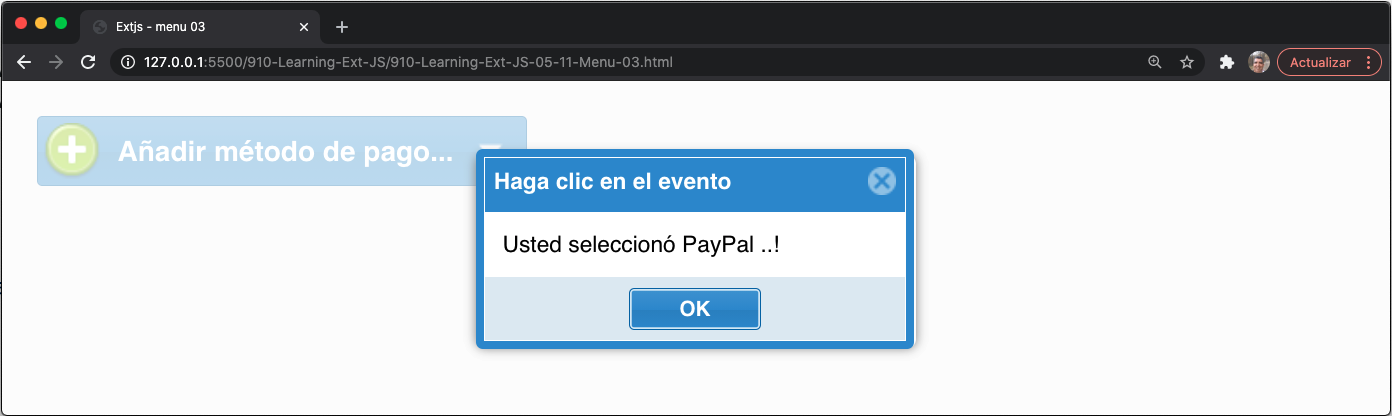 Extjs - menu 03
127.0.0.1:5500/910-Learning-Ext-JS/910-Learning-Ext-JS-05-11-Menu-03.html
Actualizar
Añadir método de pago...
Haga clic en el evento
Usted seleccionó PayPal ..!
OK